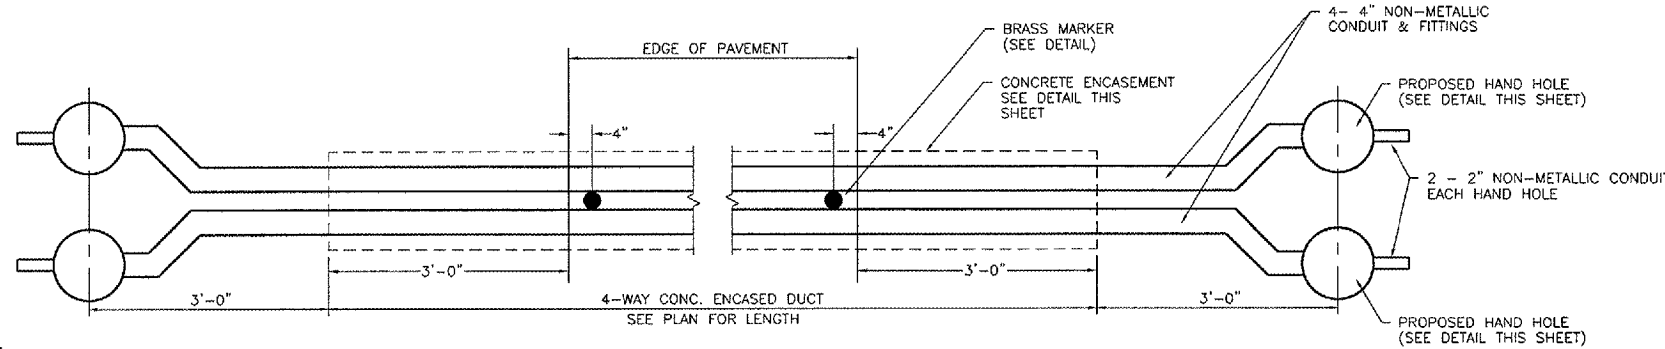 4- 4" NON-METALLIC
CONDUIT & FITTINGS
BRASS MARKER
(SEE DETAIL)
EDGE OF PAVEMENT
CONCRETE ENCASEMENT
SEE DETAIL THIS
SHEET
PROPOSED HAND HOLE
(SEE DETAIL THIS SHEET)
4"
4"
2 - 2" NON-METALLIC CONDUI
EACH HAND HOLE
3'-0"
3'-0"
3'-0"
4-WAY CONC. ENCASED DUCT
SEE PLAN FOR LENGTH
3'-0"
PROPOSED HAND HOLE
(SEE DETAIL THIS SHEET)